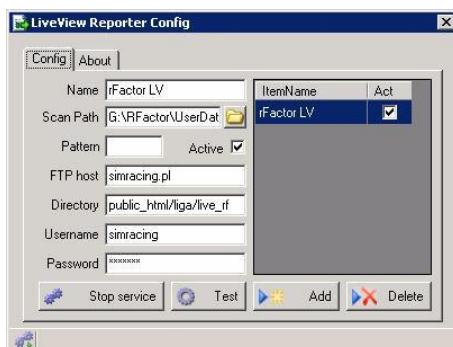 LiveView Reporter Config
Config About
Name rFactor LV
Scan Path G:\RFactor\UserDat
Pattern Active
FTP host simracing.pl
Directory public_html/liga/live_rf
Username simracing
Password xxxxxxx
ItemName Act
rFactor LV
Stop service Test Add Delete